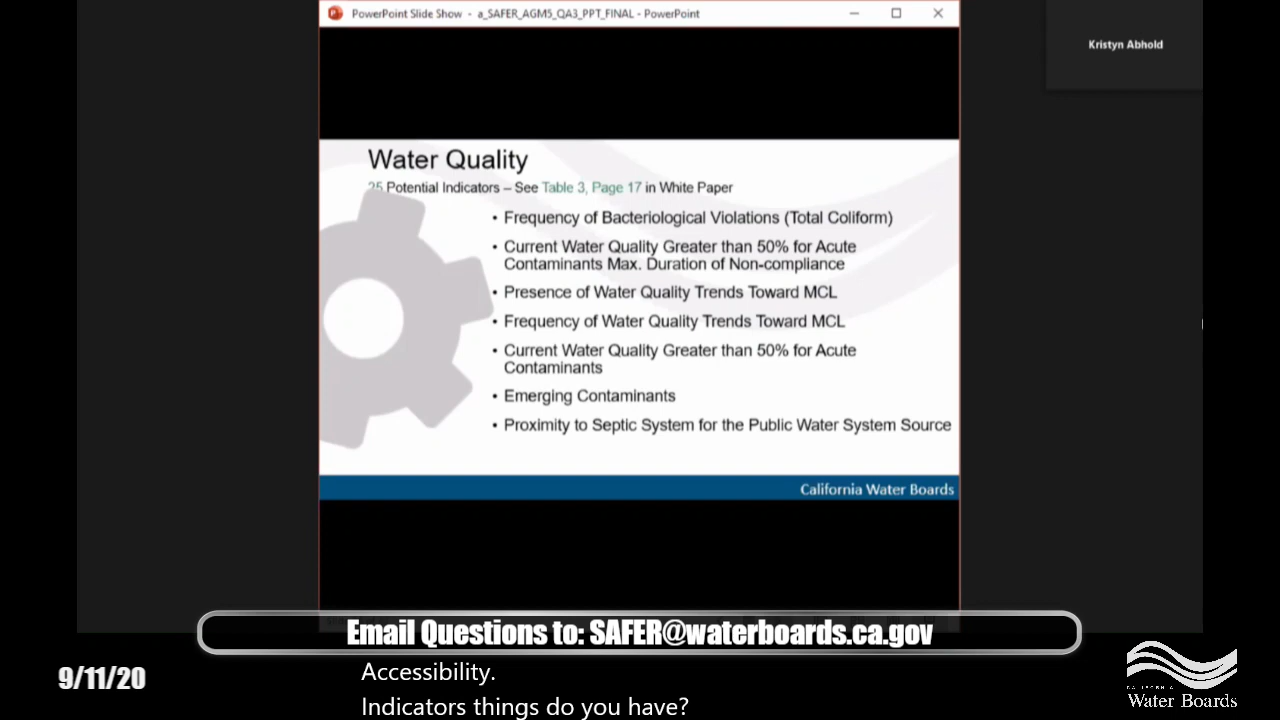 PowerPoint Slide Show - a_SAFER_AGM5_QA3_PPT_FINAL - PowerPoint
Kristyn Abhold
Water Quality
25 Potential Indicators – See Table 3, Page 17 in White Paper
• Frequency of Bacteriological Violations (Total Coliform)
• Current Water Quality Greater than 50% for Acute
Contaminants Max. Duration of Non-compliance
• Presence of Water Quality Trends Toward MCL
• Frequency of Water Quality Trends Toward MCL
• Current Water Quality Greater than 50% for Acute
Contaminants
• Emerging Contaminants
• Proximity to Septic System for the Public Water System Source
California Water Boards
Email Questions to: SAFER@waterboards.ca.gov
9/11/20
Accessibility.
Indicators things do you have?
CALIFORNIA
Water Boards